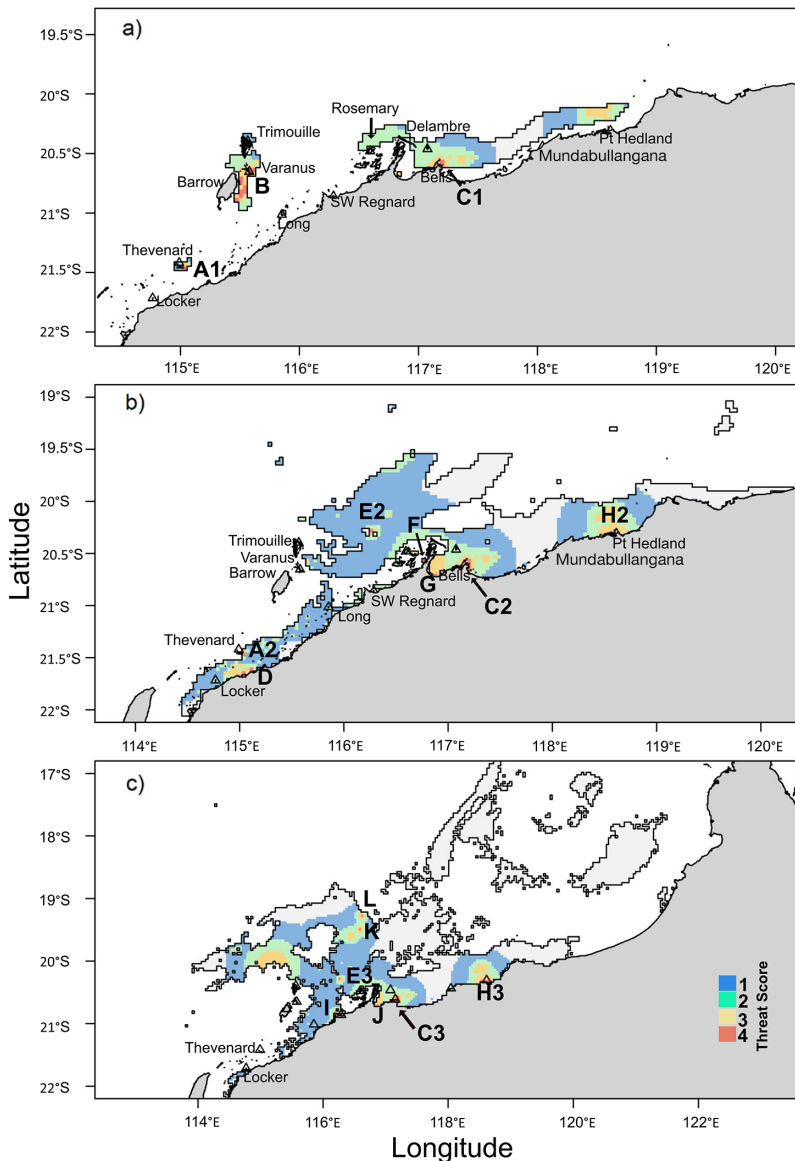 a)
19.5°S
20°S
20.5°S
21°S
21.5°S
22°S
Rosemary
Delambre
Trimouille
Pt Hedland
Mundabullangana
Varanus
Barrow
B
Bells
C1
SW Regnard
Long
Thevenard
A1
Locker
115°E
116°E
117°E
118°E
119°E
120°E
b)
19°S
19.5°S
20°S
20.5°S
21°S
21.5°S
22°S
E2
F
H2
Trimouille
Pt Hedland
Varanus
Mundabullangana
Barrow
G
Bells
SW Regnard
C2
Long
Thevenard
A2
D
Locker
114°E
115°E
116°E
117°E
118°E
119°E
120°E
Latitude
c)
17°S
18°S
19°S
20°S
21°S
22°S
L
K
E3
H3
I
J
C3
Thevenard
Locker
1
2
3
4
Threat Score
114°E
116°E
118°E
120°E
122°E
Longitude